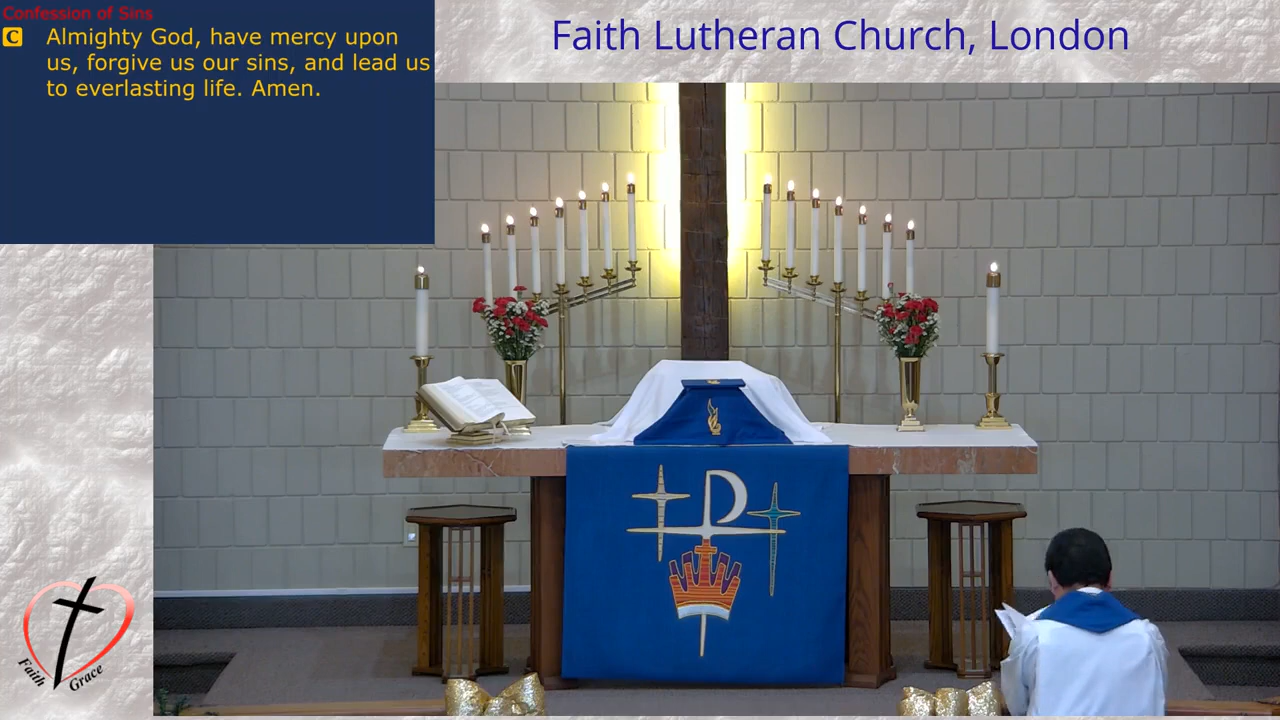 Confession of Sins
C Almighty God, have mercy upon
us, forgive us our sins, and lead us
to everlasting life. Amen.
Faith Lutheran Church, London
Faith Grace